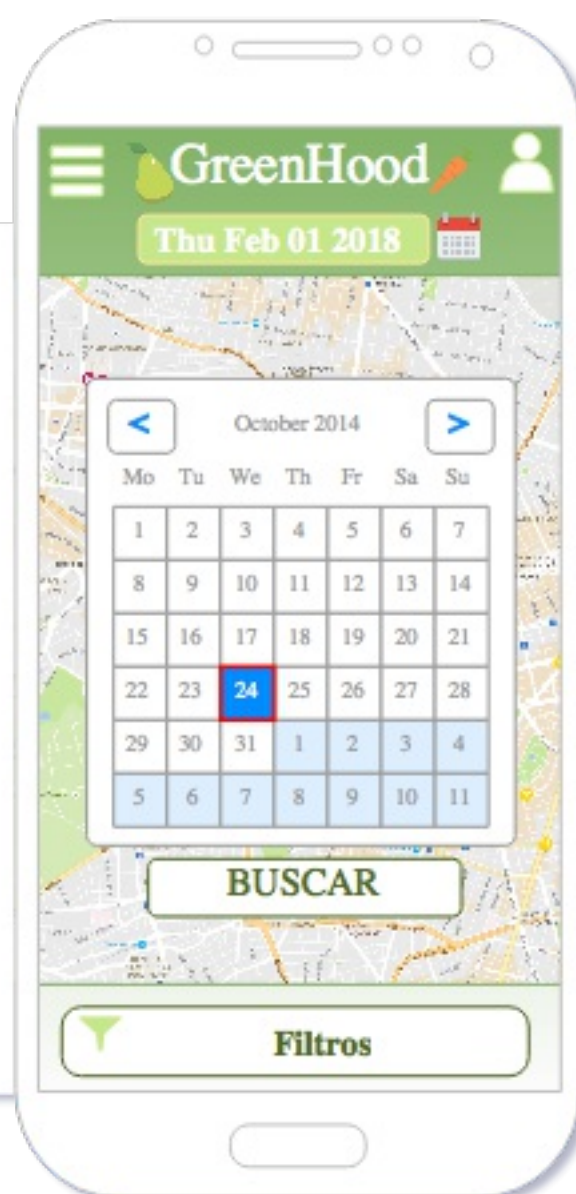 GreenHood
Thu Feb 01 2018
< October 2014 >
Mo Tu We Th Fr Sa Su
1 2 3 4 5 6 7
8 9 10 11 12 13 14
15 16 17 18 19 20 21
22 23 24 25 26 27 28
29 30 31 1 2 3 4
5 6 7 8 9 10 11
BUSCAR
Filtros